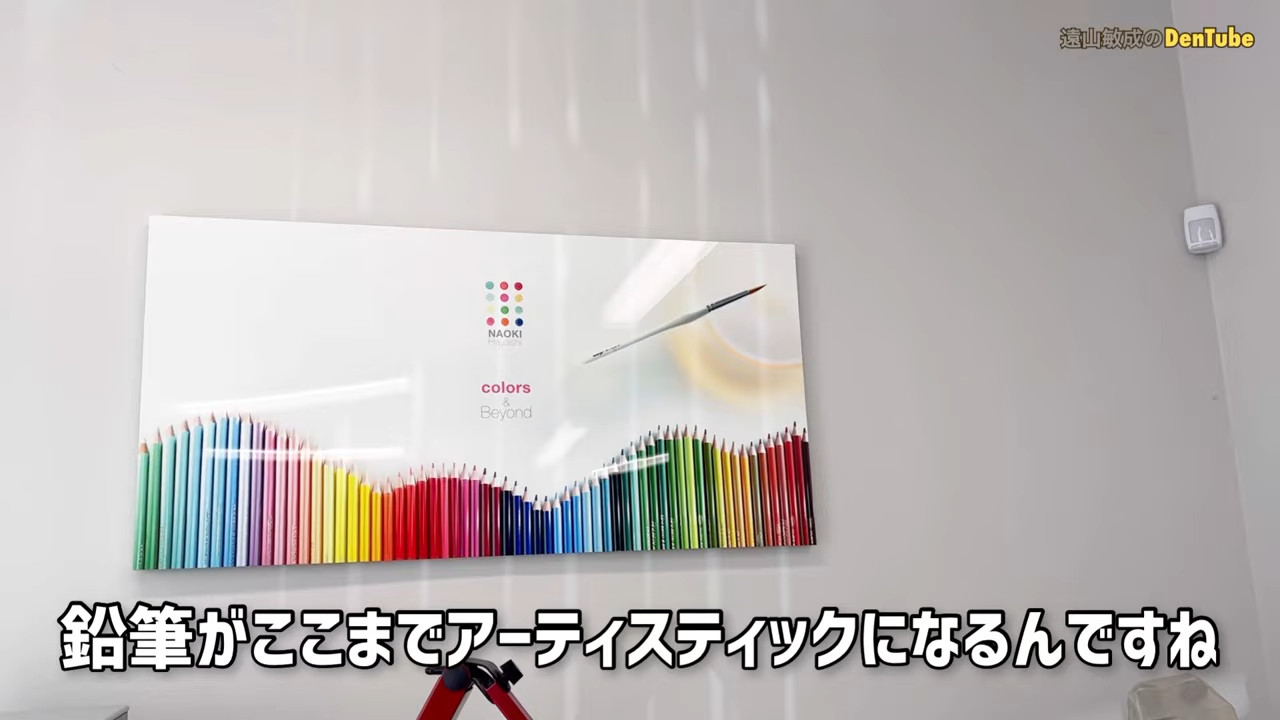 遠山敏成のDenTube
NAOKI
Hayashi
colors
&
Beyond
鉛筆がここまでアーティスティックになるんですね